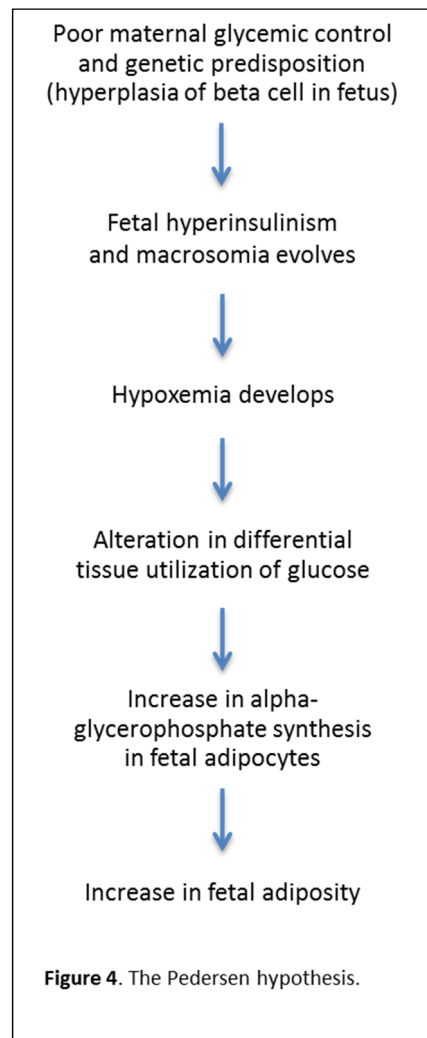 Poor maternal glycemic control
and genetic predisposition
(hyperplasia of beta cell in fetus)
Fetal hyperinsulinism
and macrosomia evolves
Hypoxemia develops
Alteration in differential
tissue utilization of glucose
Increase in alpha-
glycerophosphate synthesis
in fetal adipocytes
Increase in fetal adiposity
Figure 4. The Pedersen hypothesis.